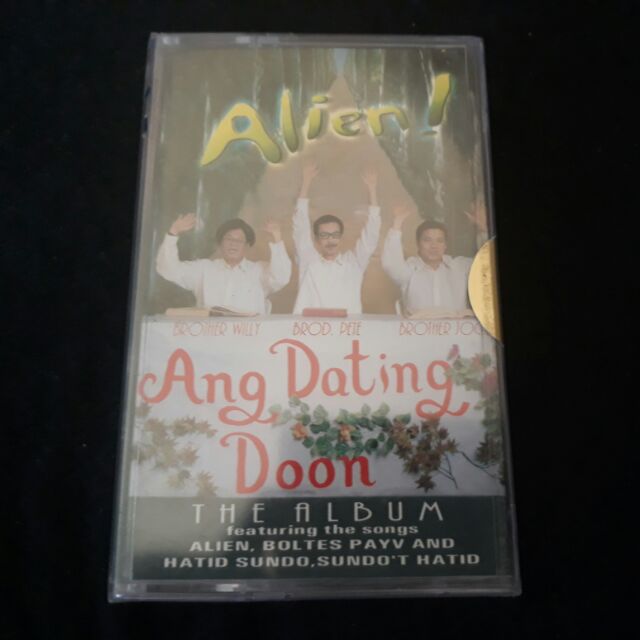 Alien!
BROTHER WILLY BROD. PETE BROTHER JOC
Ang Dating
Doon
THE ALBUM
featuring the songs
ALIEN, BOLTES PAYV AND
HATID SUNDO, SUNDO'T HATID